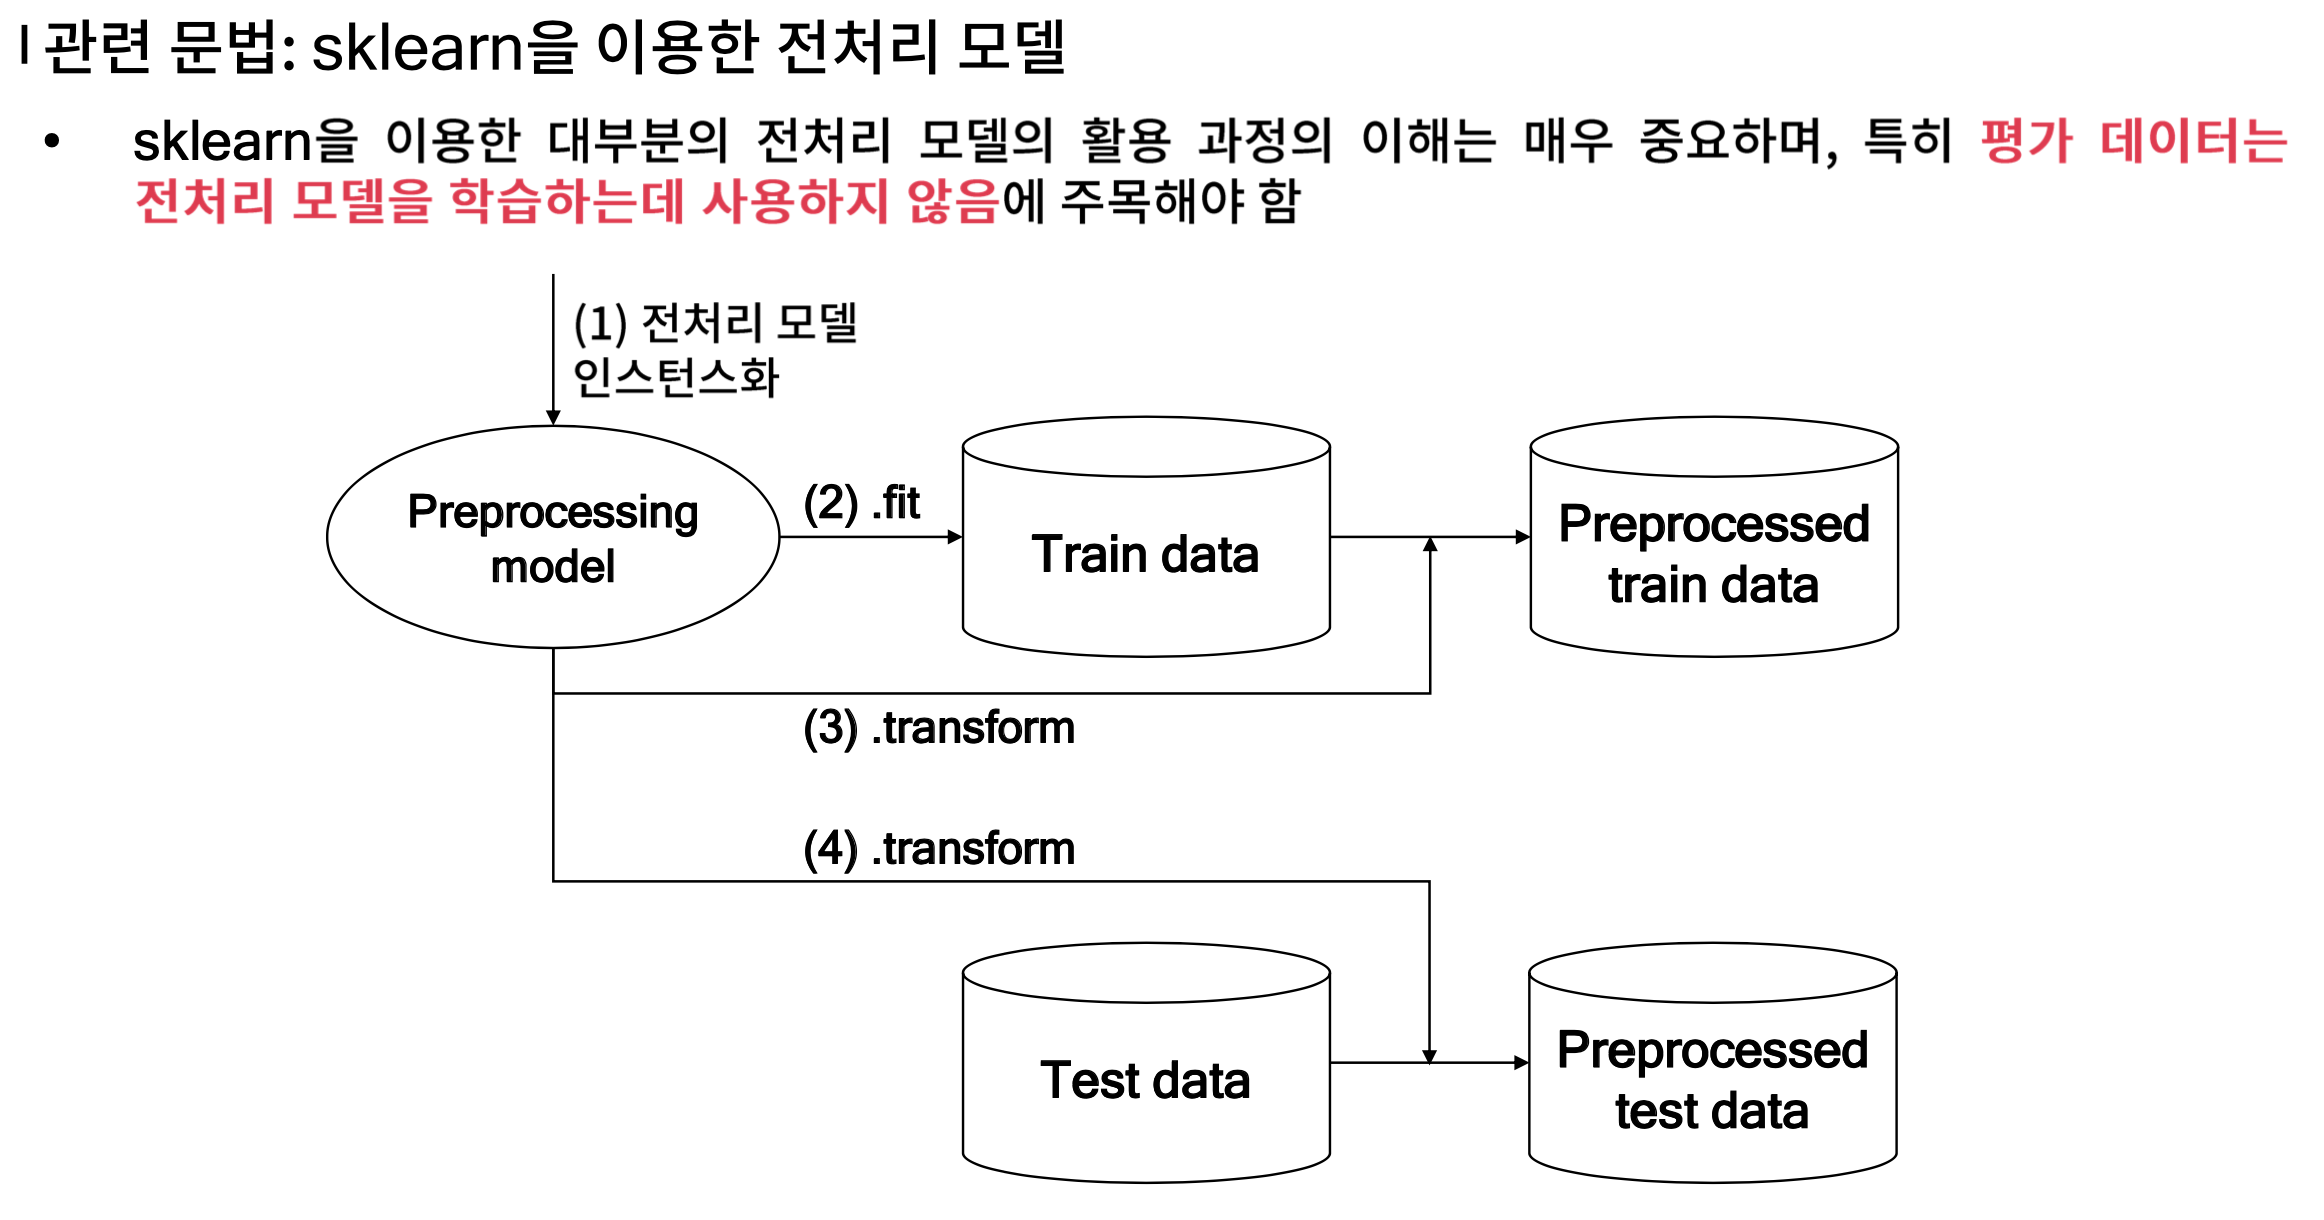 | 관련 문법: sklearn을 이용한 전처리 모델
• sklearn을 이용한 대부분의 전처리 모델의 활용 과정의 이해는 매우 중요하며, 특히 평가 데이터는
전처리 모델을 학습하는데 사용하지 않음에 주목해야 함
(1) 전처리 모델
인스턴스화
Preprocessing
model
(2) .fit
Train data
Preprocessed
train data
(3) .transform
(4) .transform
Test data
Preprocessed
test data